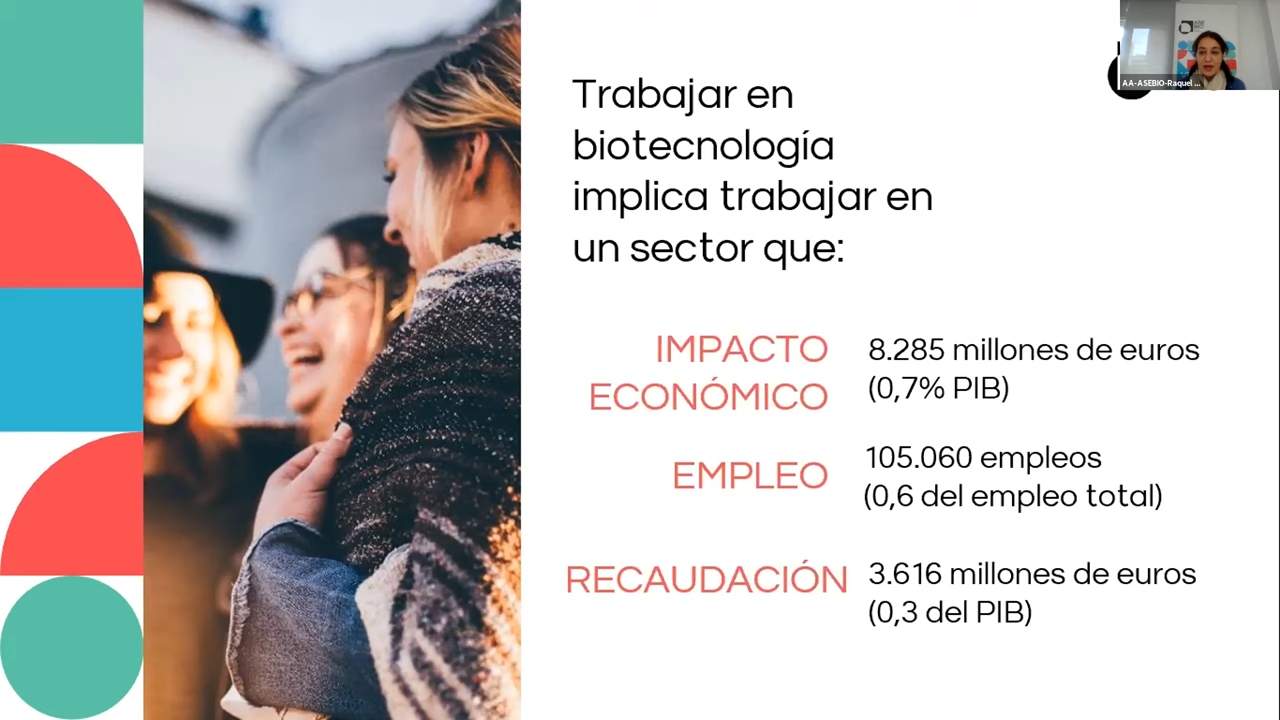 Trabajar en
biotecnología
implica trabajar en
un sector que:
IMPACTO
ECONÓMICO
8.285 millones de euros
(0,7% PIB)
EMPLEO
105.060 empleos
(0,6 del empleo total)
RECAUDACIÓN
3.616 millones de euros
(0,3 del PIB)
AA-ASEBIO-Raquel ...
ASE
BIO